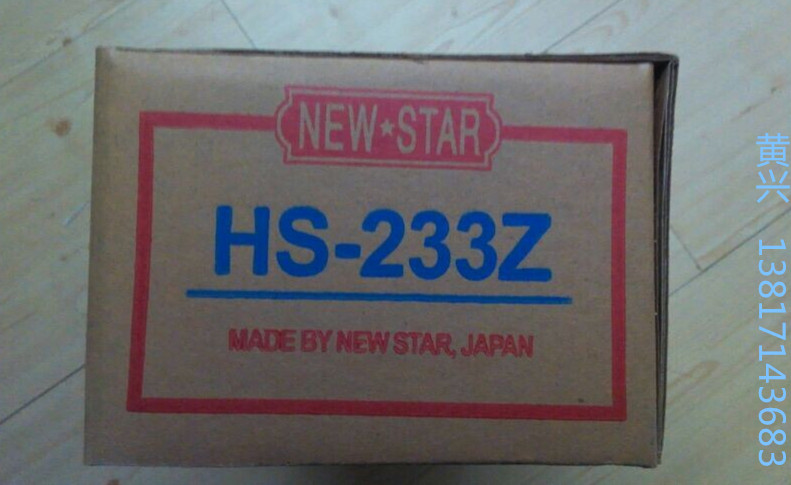 NEW★STAR
HS-233Z
MADE BY NEW STAR, JAPAN
黄兴 13817143683